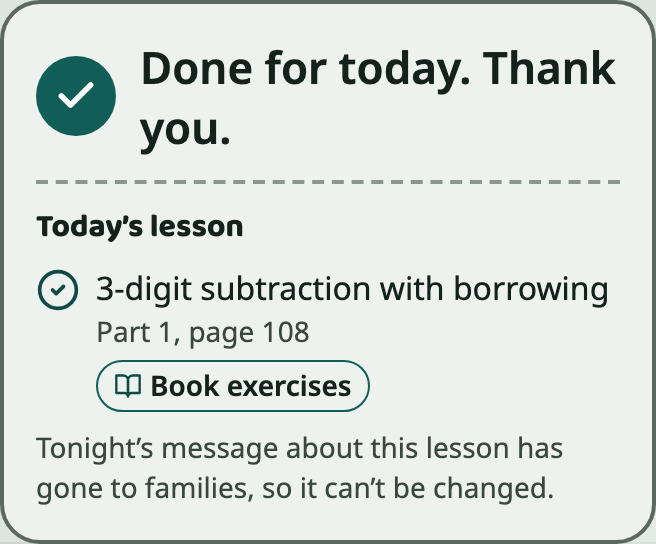 Done for today. Thank
you.
Today's lesson
3-digit subtraction with borrowing
Part 1, page 108
Book exercises
Tonight's message about this lesson has
gone to families, so it can't be changed.